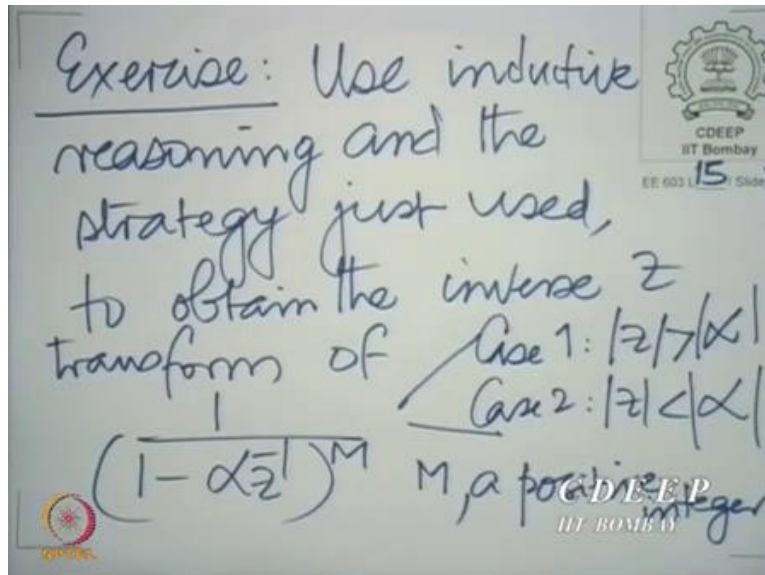 Exercise: Use inductive
reasoning and the
strategy just used,
to obtain the inverse Z
transform of
Case 1: |z|>|α|
Case 2: |z|<|α|
1
(1 - αz⁻¹)ᴹ M, a positive
integer
CDEEP
IIT Bombay
EE 603 L 15 / Slide
CDEEP
IIT BOMBAY
NPTEL